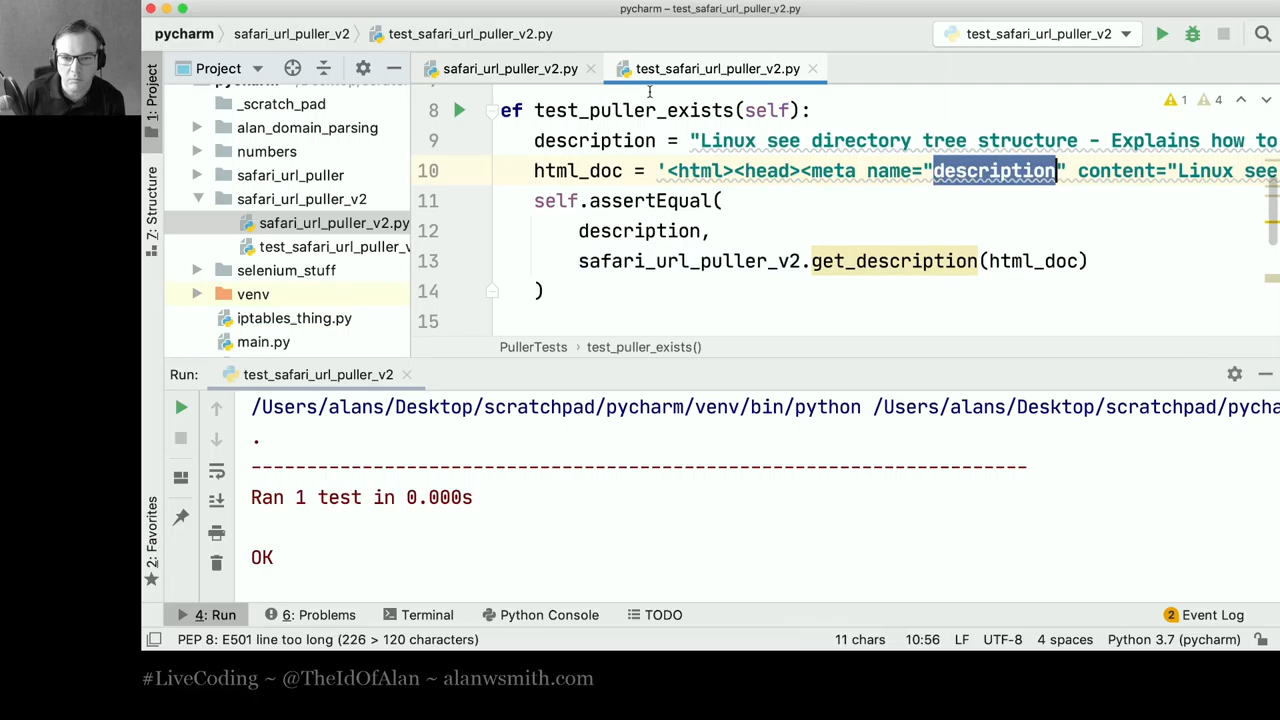 pycharm – test_safari_url_puller_v2.py
pycharm safari_url_puller_v2 test_safari_url_puller_v2.py
test_safari_url_puller_v2
1: Project
Project
safari_url_puller_v2.py
test_safari_url_puller_v2.py
_scratch_pad
alan_domain_parsing
numbers
safari_url_puller
safari_url_puller_v2
safari_url_puller_v2.py
test_safari_url_puller_v
selenium_stuff
venv
iptables_thing.py
main.py
Z: Structure
2: Favorites
1 4
8 ef test_puller_exists(self):
9 description = "Linux see directory tree structure - Explains how to
10 html_doc = '<html><head><meta name="description" content="Linux see
11 self.assertEqual(
12 description,
13 safari_url_puller_v2.get_description(html_doc)
14 )
15
PullerTests test_puller_exists()
Run: test_safari_url_puller_v2
/Users/alans/Desktop/scratchpad/pycharm/venv/bin/python /Users/alans/Desktop/scratchpad/pycha
.
----------------------------------------------------------------------
Ran 1 test in 0.000s
OK
4: Run 6: Problems Terminal Python Console TODO 2 Event Log
PEP 8: E501 line too long (226 > 120 characters) 11 chars 10:56 LF UTF-8 4 spaces Python 3.7 (pycharm)
#LiveCoding ~ @TheIdOfAlan ~ alanwsmith.com